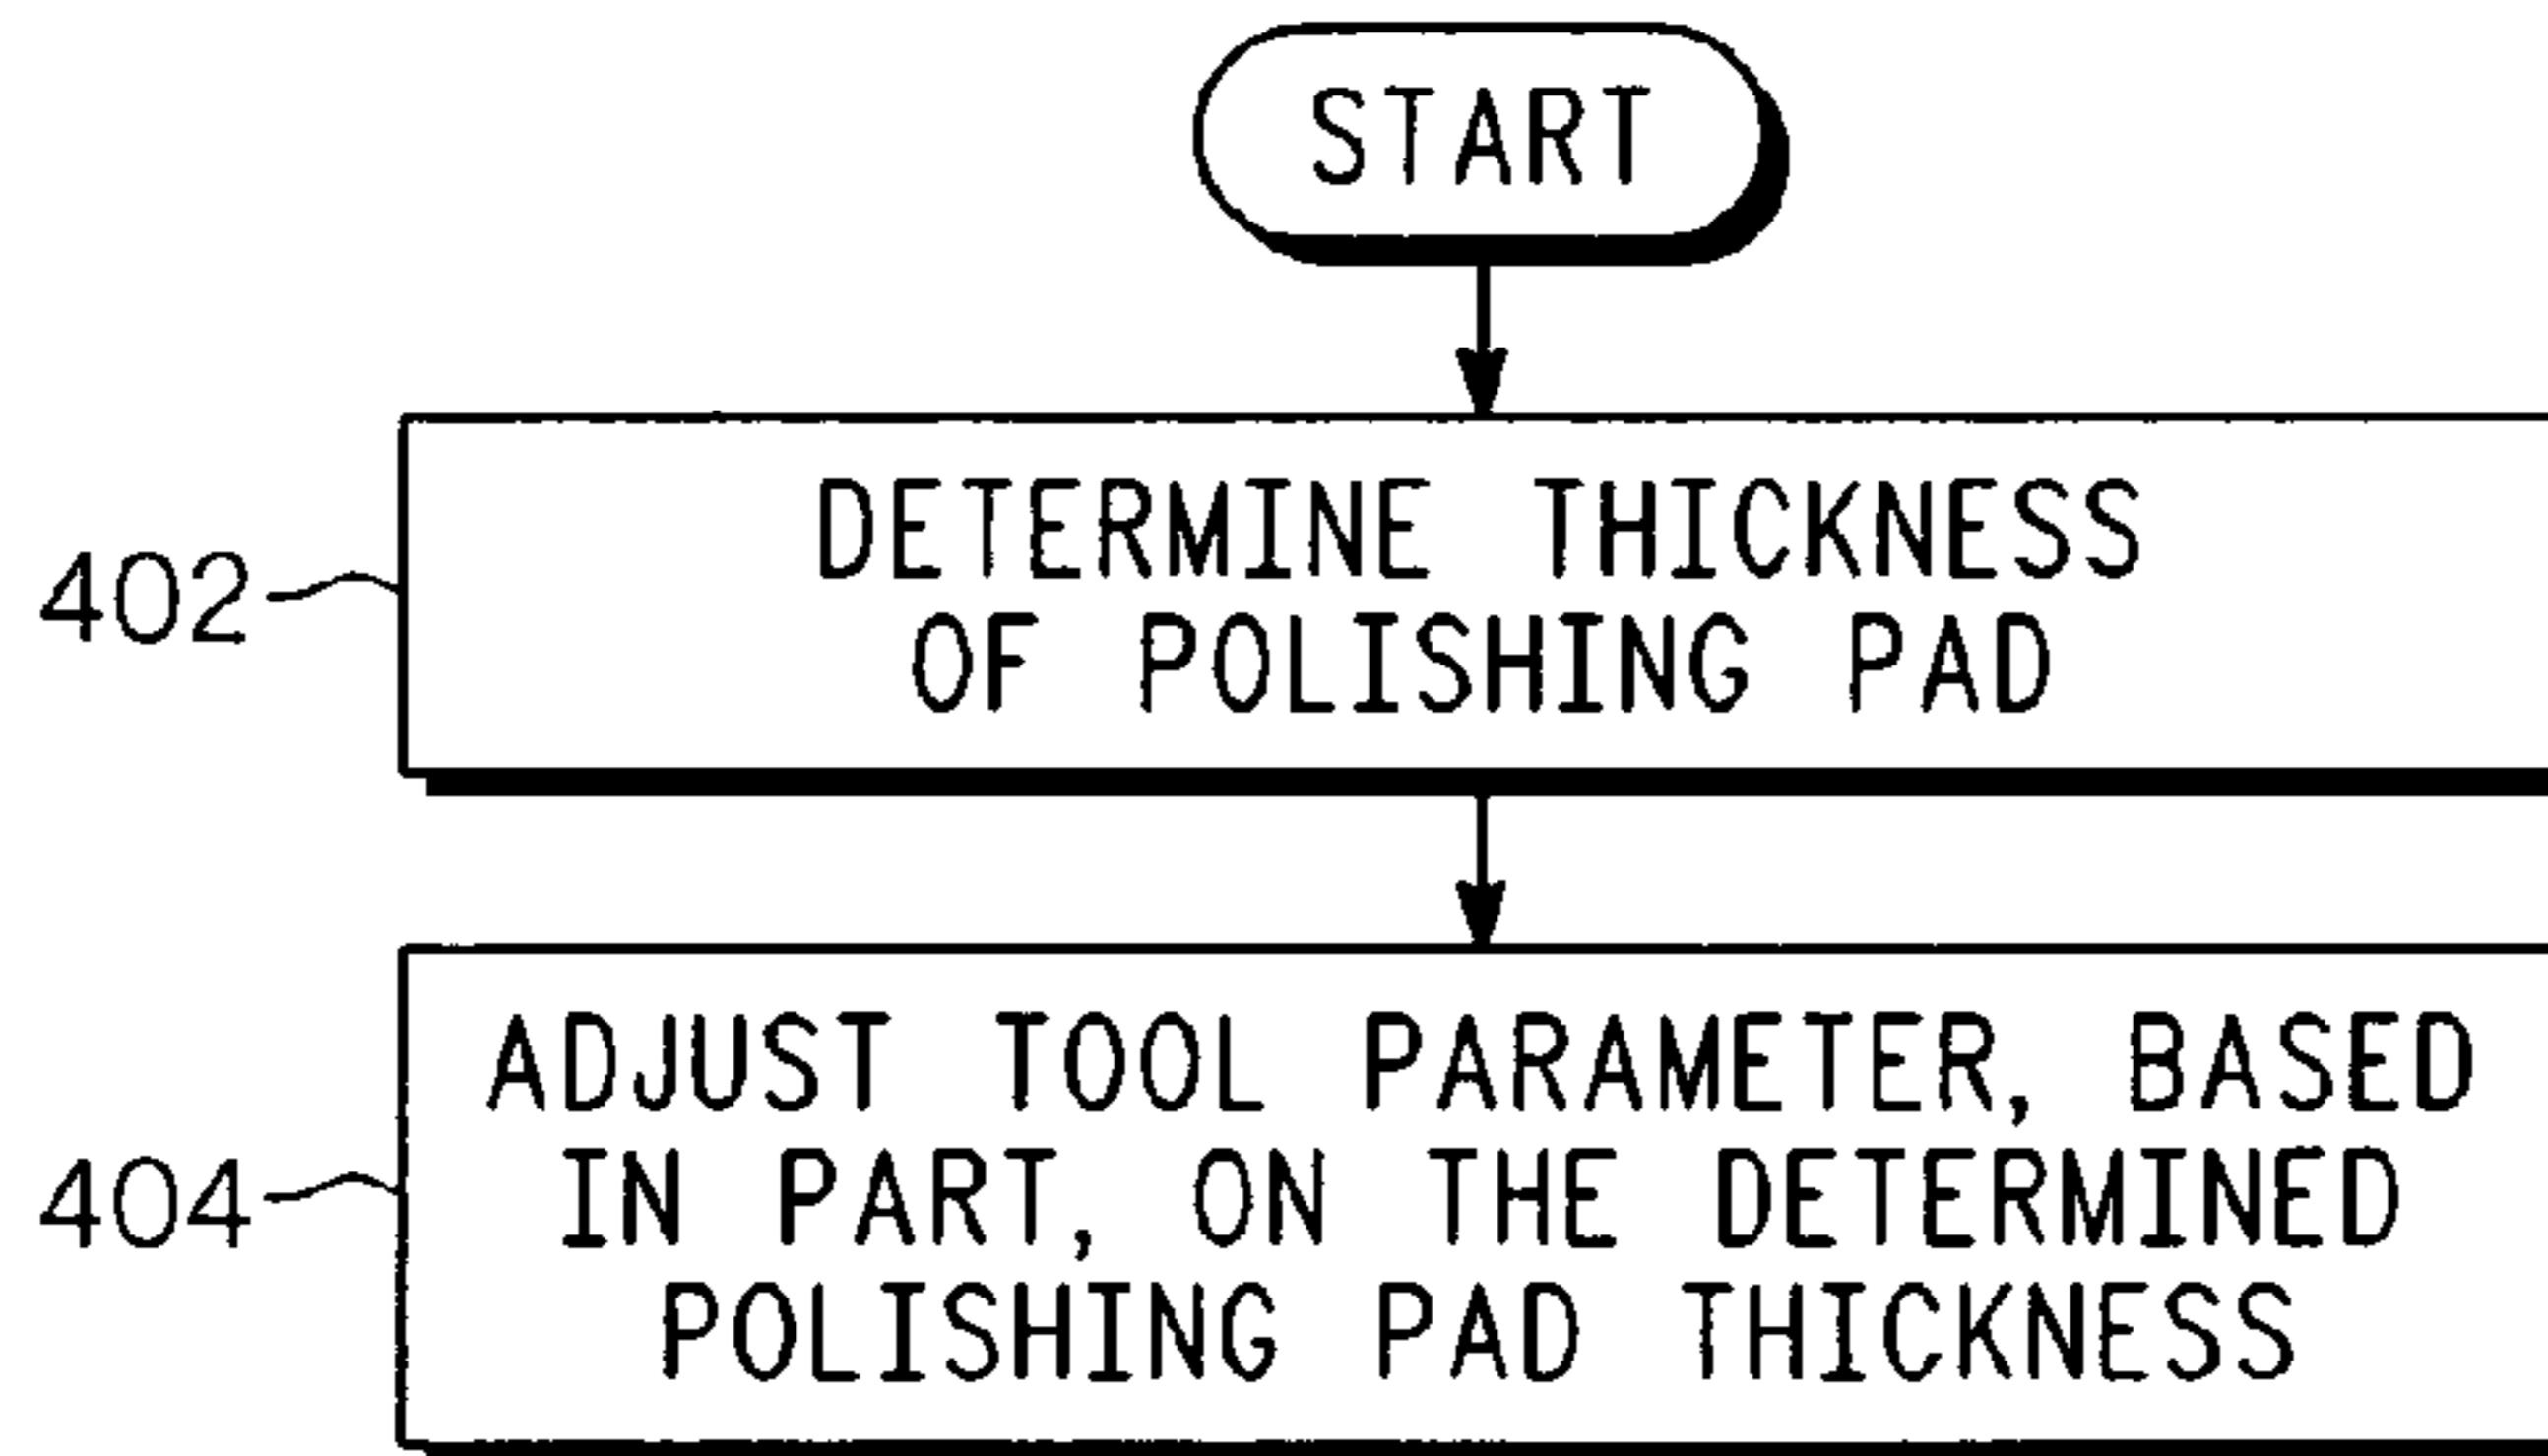 START
DETERMINE THICKNESS
OF POLISHING PAD
402
ADJUST TOOL PARAMETER, BASED
IN PART, ON THE DETERMINED
POLISHING PAD THICKNESS
404